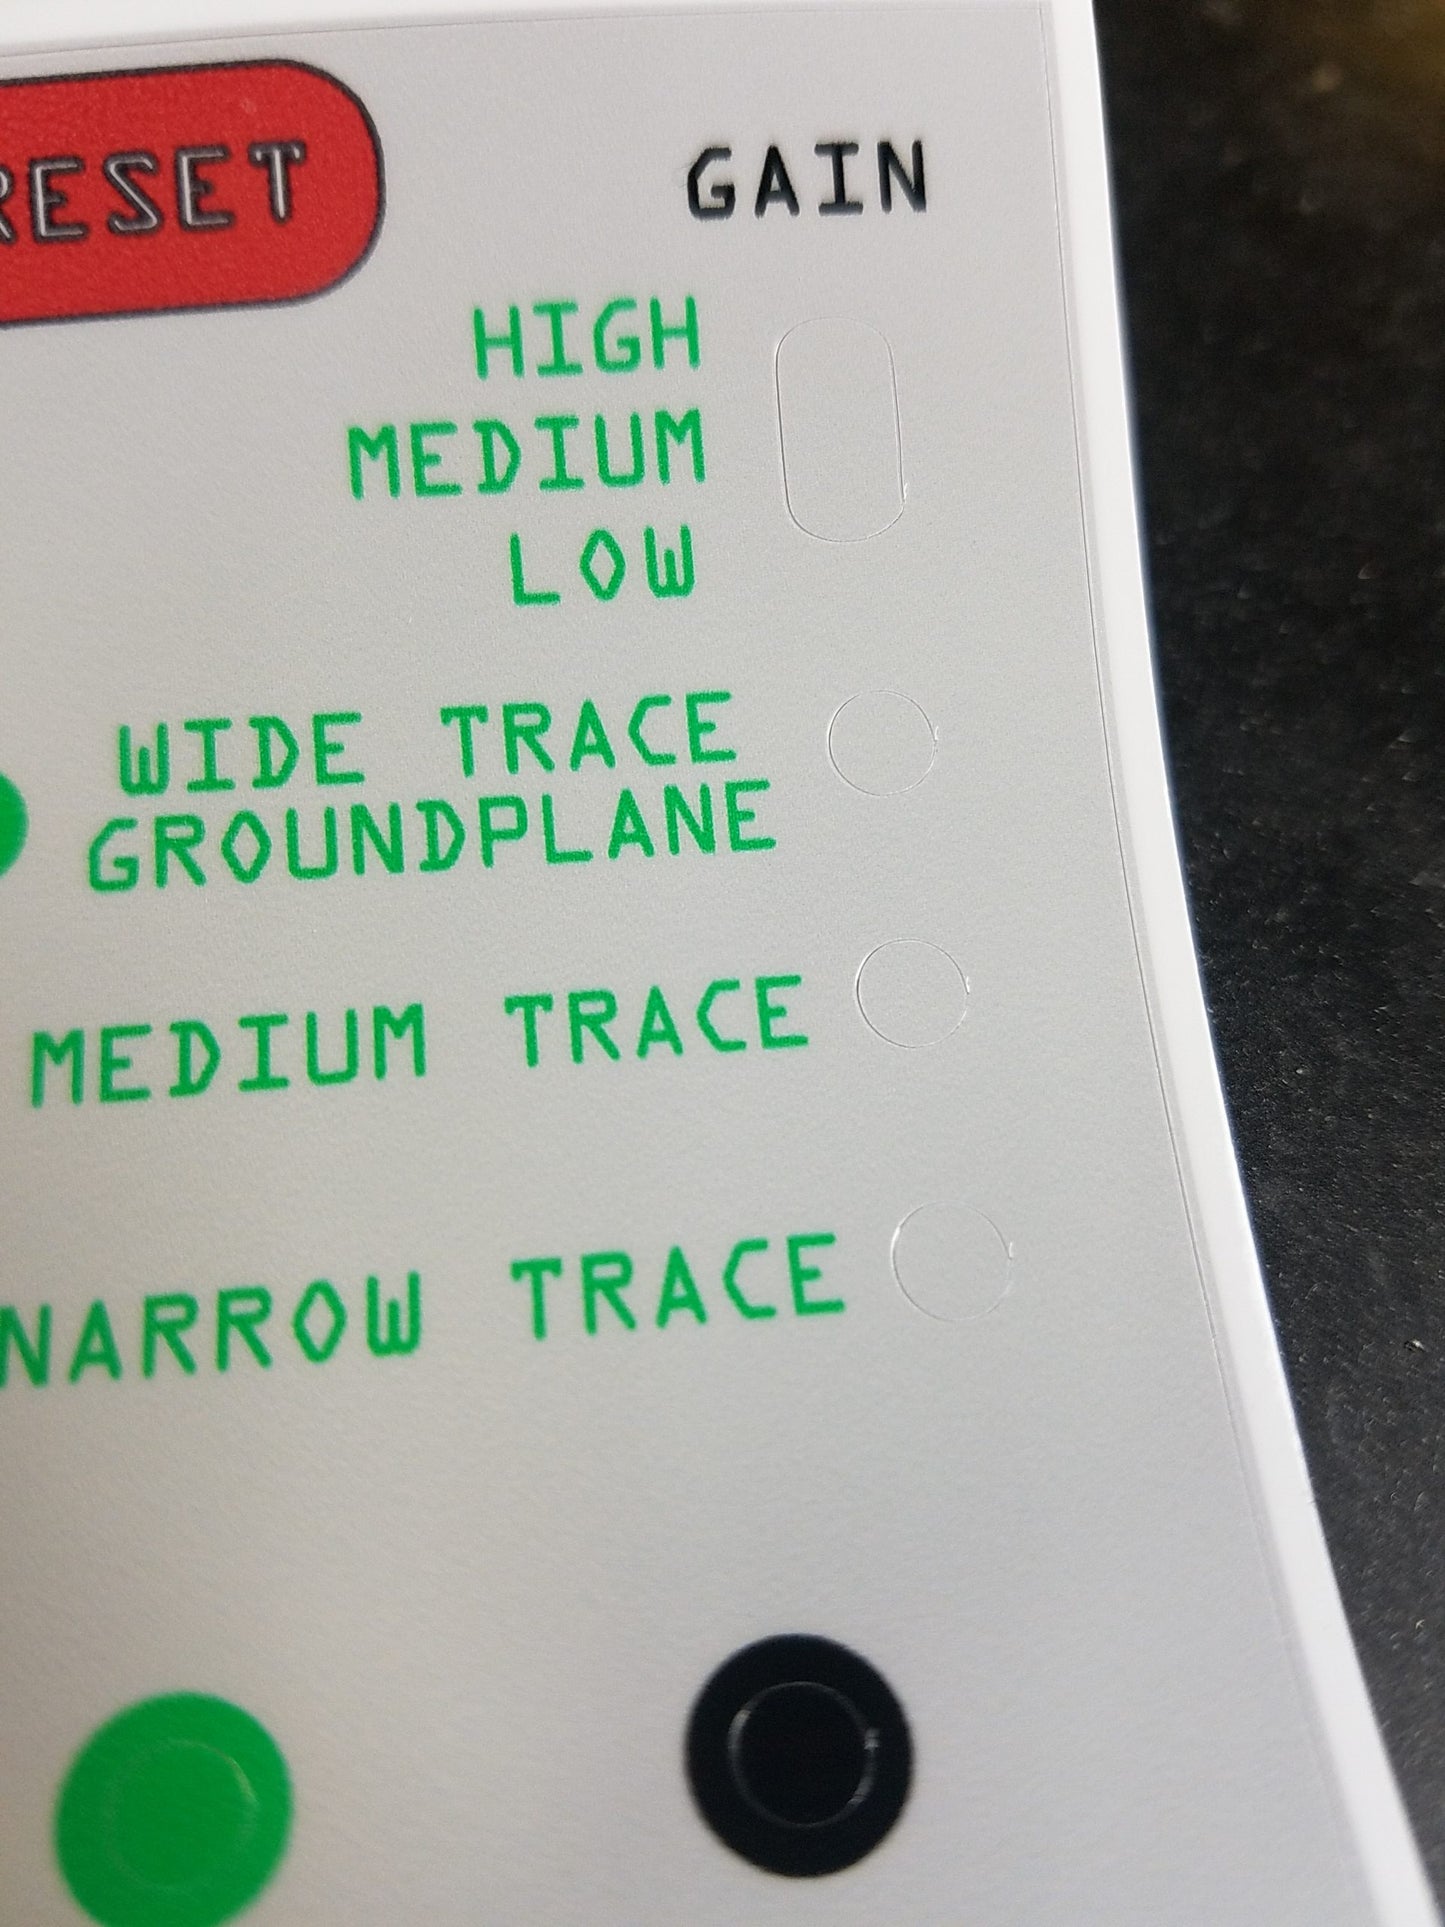 RESET
GAIN
HIGH
MEDIUM
LOW
WIDE TRACE
GROUNDPLANE
MEDIUM TRACE
NARROW TRACE